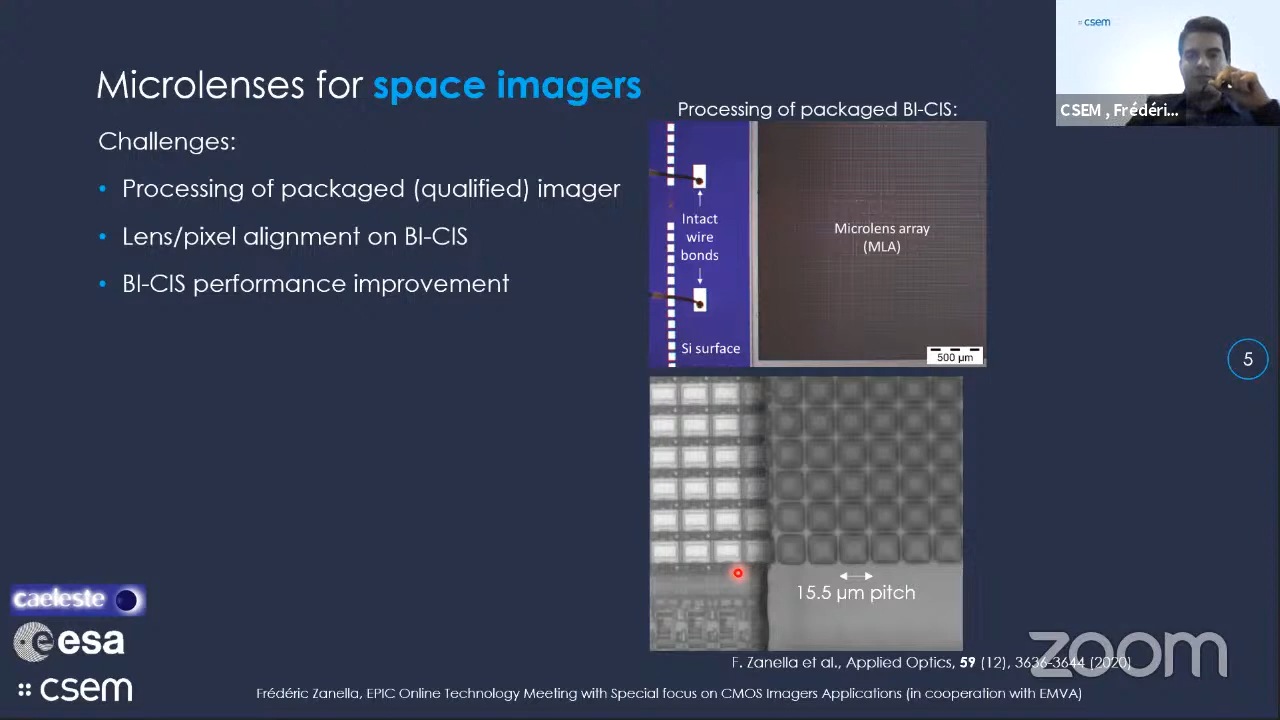 :: csem
CSEM , Frédéri...
Microlenses for space imagers
Challenges:
• Processing of packaged (qualified) imager
• Lens/pixel alignment on BI-CIS
• BI-CIS performance improvement
Processing of packaged BI-CIS:
Intact
wire
bonds
Microlens array
(MLA)
Si surface
500 µm
5
15.5 µm pitch
caeleste
esa
:: csem
zoom
F. Zanella et al., Applied Optics, 59 (12), 3636-3644 (2020)
Frédéric Zanella, EPIC Online Technology Meeting with Special focus on CMOS Imagers Applications (in cooperation with EMVA)